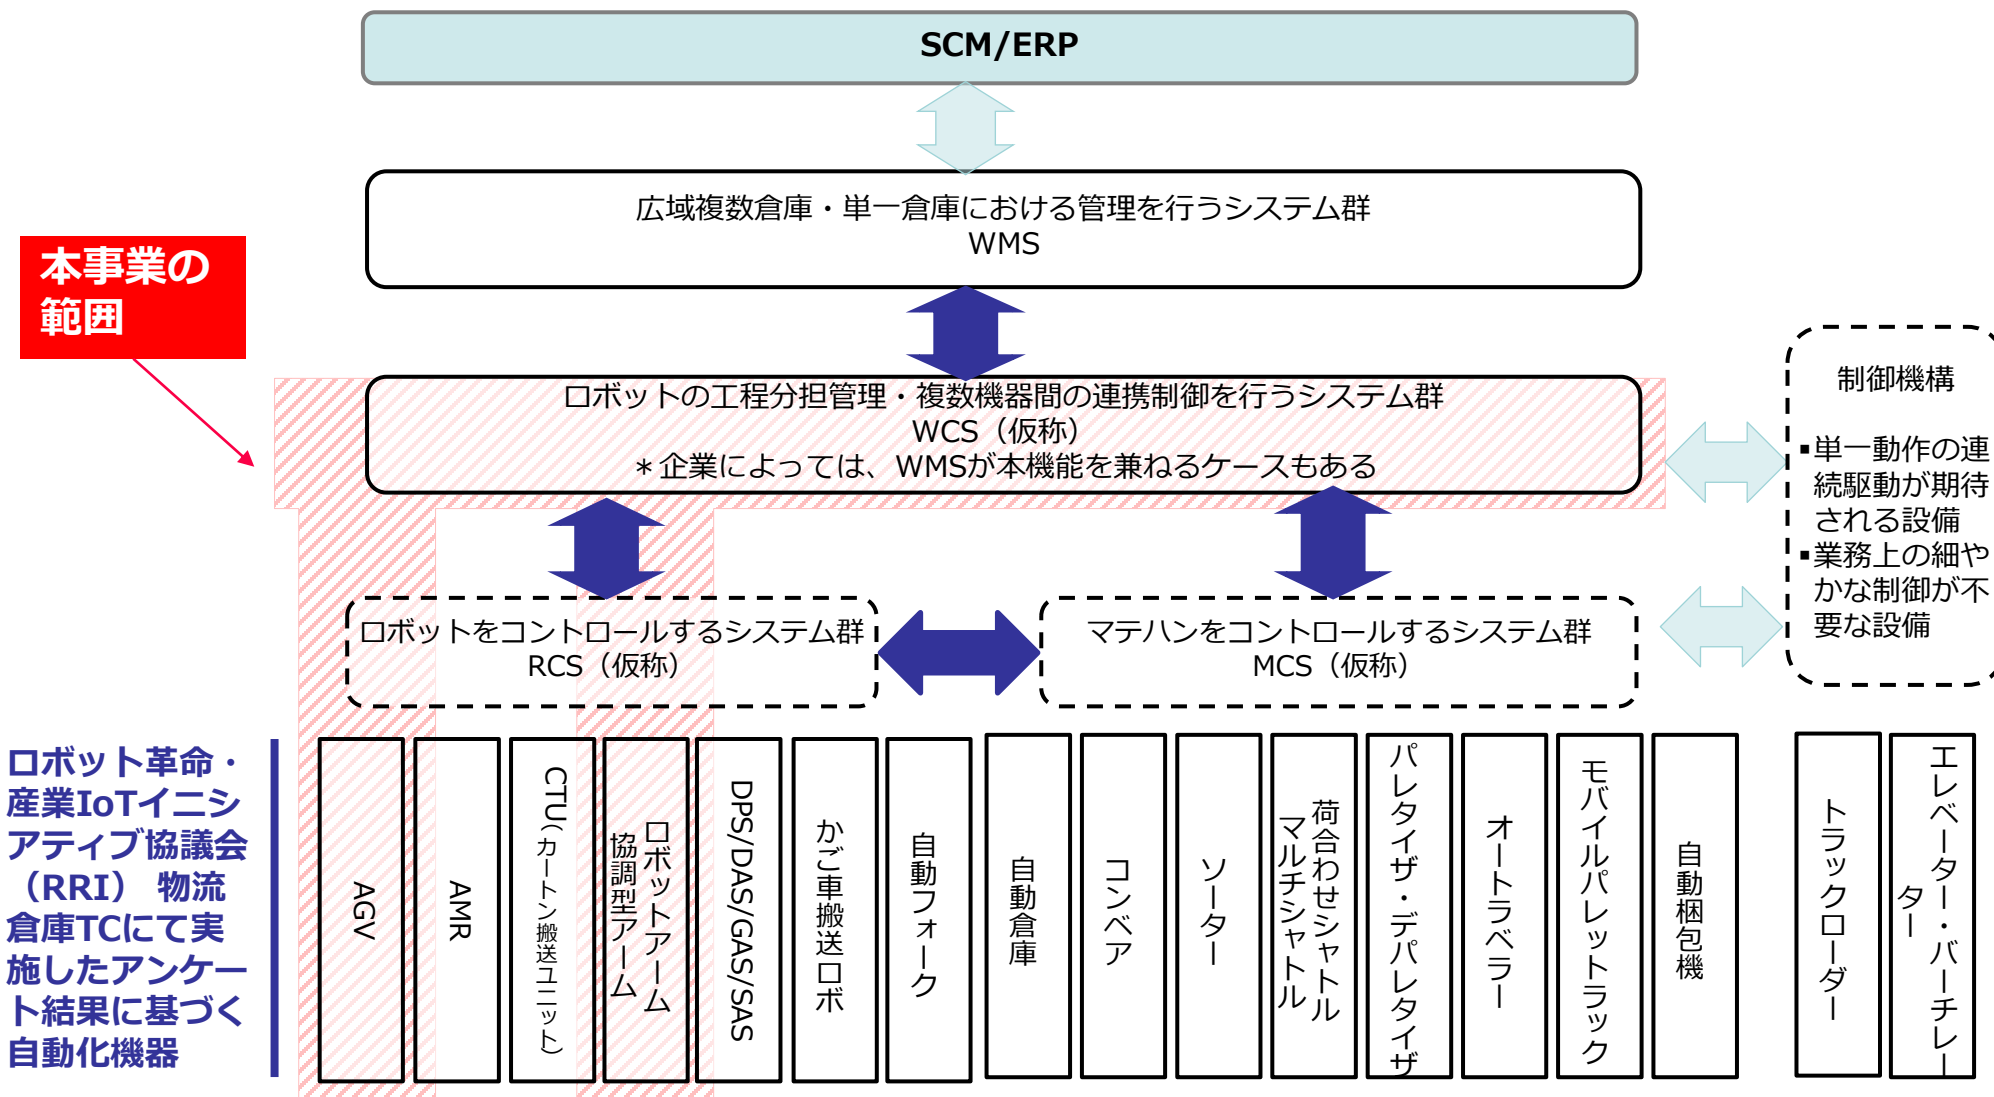 SCM/ERP
広域複数倉庫・単一倉庫における管理を行うシステム群
WMS
本事業の
範囲
ロボットの工程分担管理・複数機器間の連携制御を行うシステム群
WCS（仮称）
＊企業によっては、WMSが本機能を兼ねるケースもある
制御機構
▪単一動作の連
続駆動が期待
される設備
▪業務上の細や
かな制御が不
要な設備
ロボットをコントロールするシステム群
RCS（仮称）
マテハンをコントロールするシステム群
MCS（仮称）
ロボット革命・
産業IoTイニシ
アティブ協議会
（RRI） 物流
倉庫TCにて実
施したアンケー
ト結果に基づく
自動化機器
AGV
AMR
CTU（カートン搬送ユニット）
ロボットアーム
協調型アーム
DPS/DAS/GAS/SAS
かご車搬送ロボ
自動フォーク
自動倉庫
コンベア
ソーター
荷合わせシャトル
マルチシャトル
パレタイザ・デパレタイザ
オートラベラー
モバイルパレットラック
自動梱包機
トラックローダー
エレベーター・バーチレー
ター